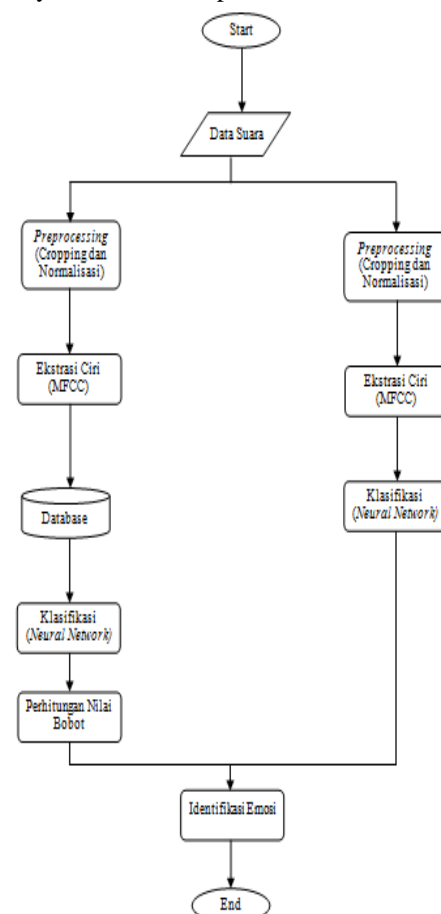 Start
Data Suara
Preprocessing
(Cropping dan
Normalisasi)
Ekstrasi Ciri
(MFCC)
Database
Klasifikasi
(Neural Network)
Perhitungan Nilai
Bobot
Preprocessing
(Cropping dan
Normalisasi)
Ekstrasi Ciri
(MFCC)
Klasifikasi
(Neural Network)
Identifikasi Emosi
End